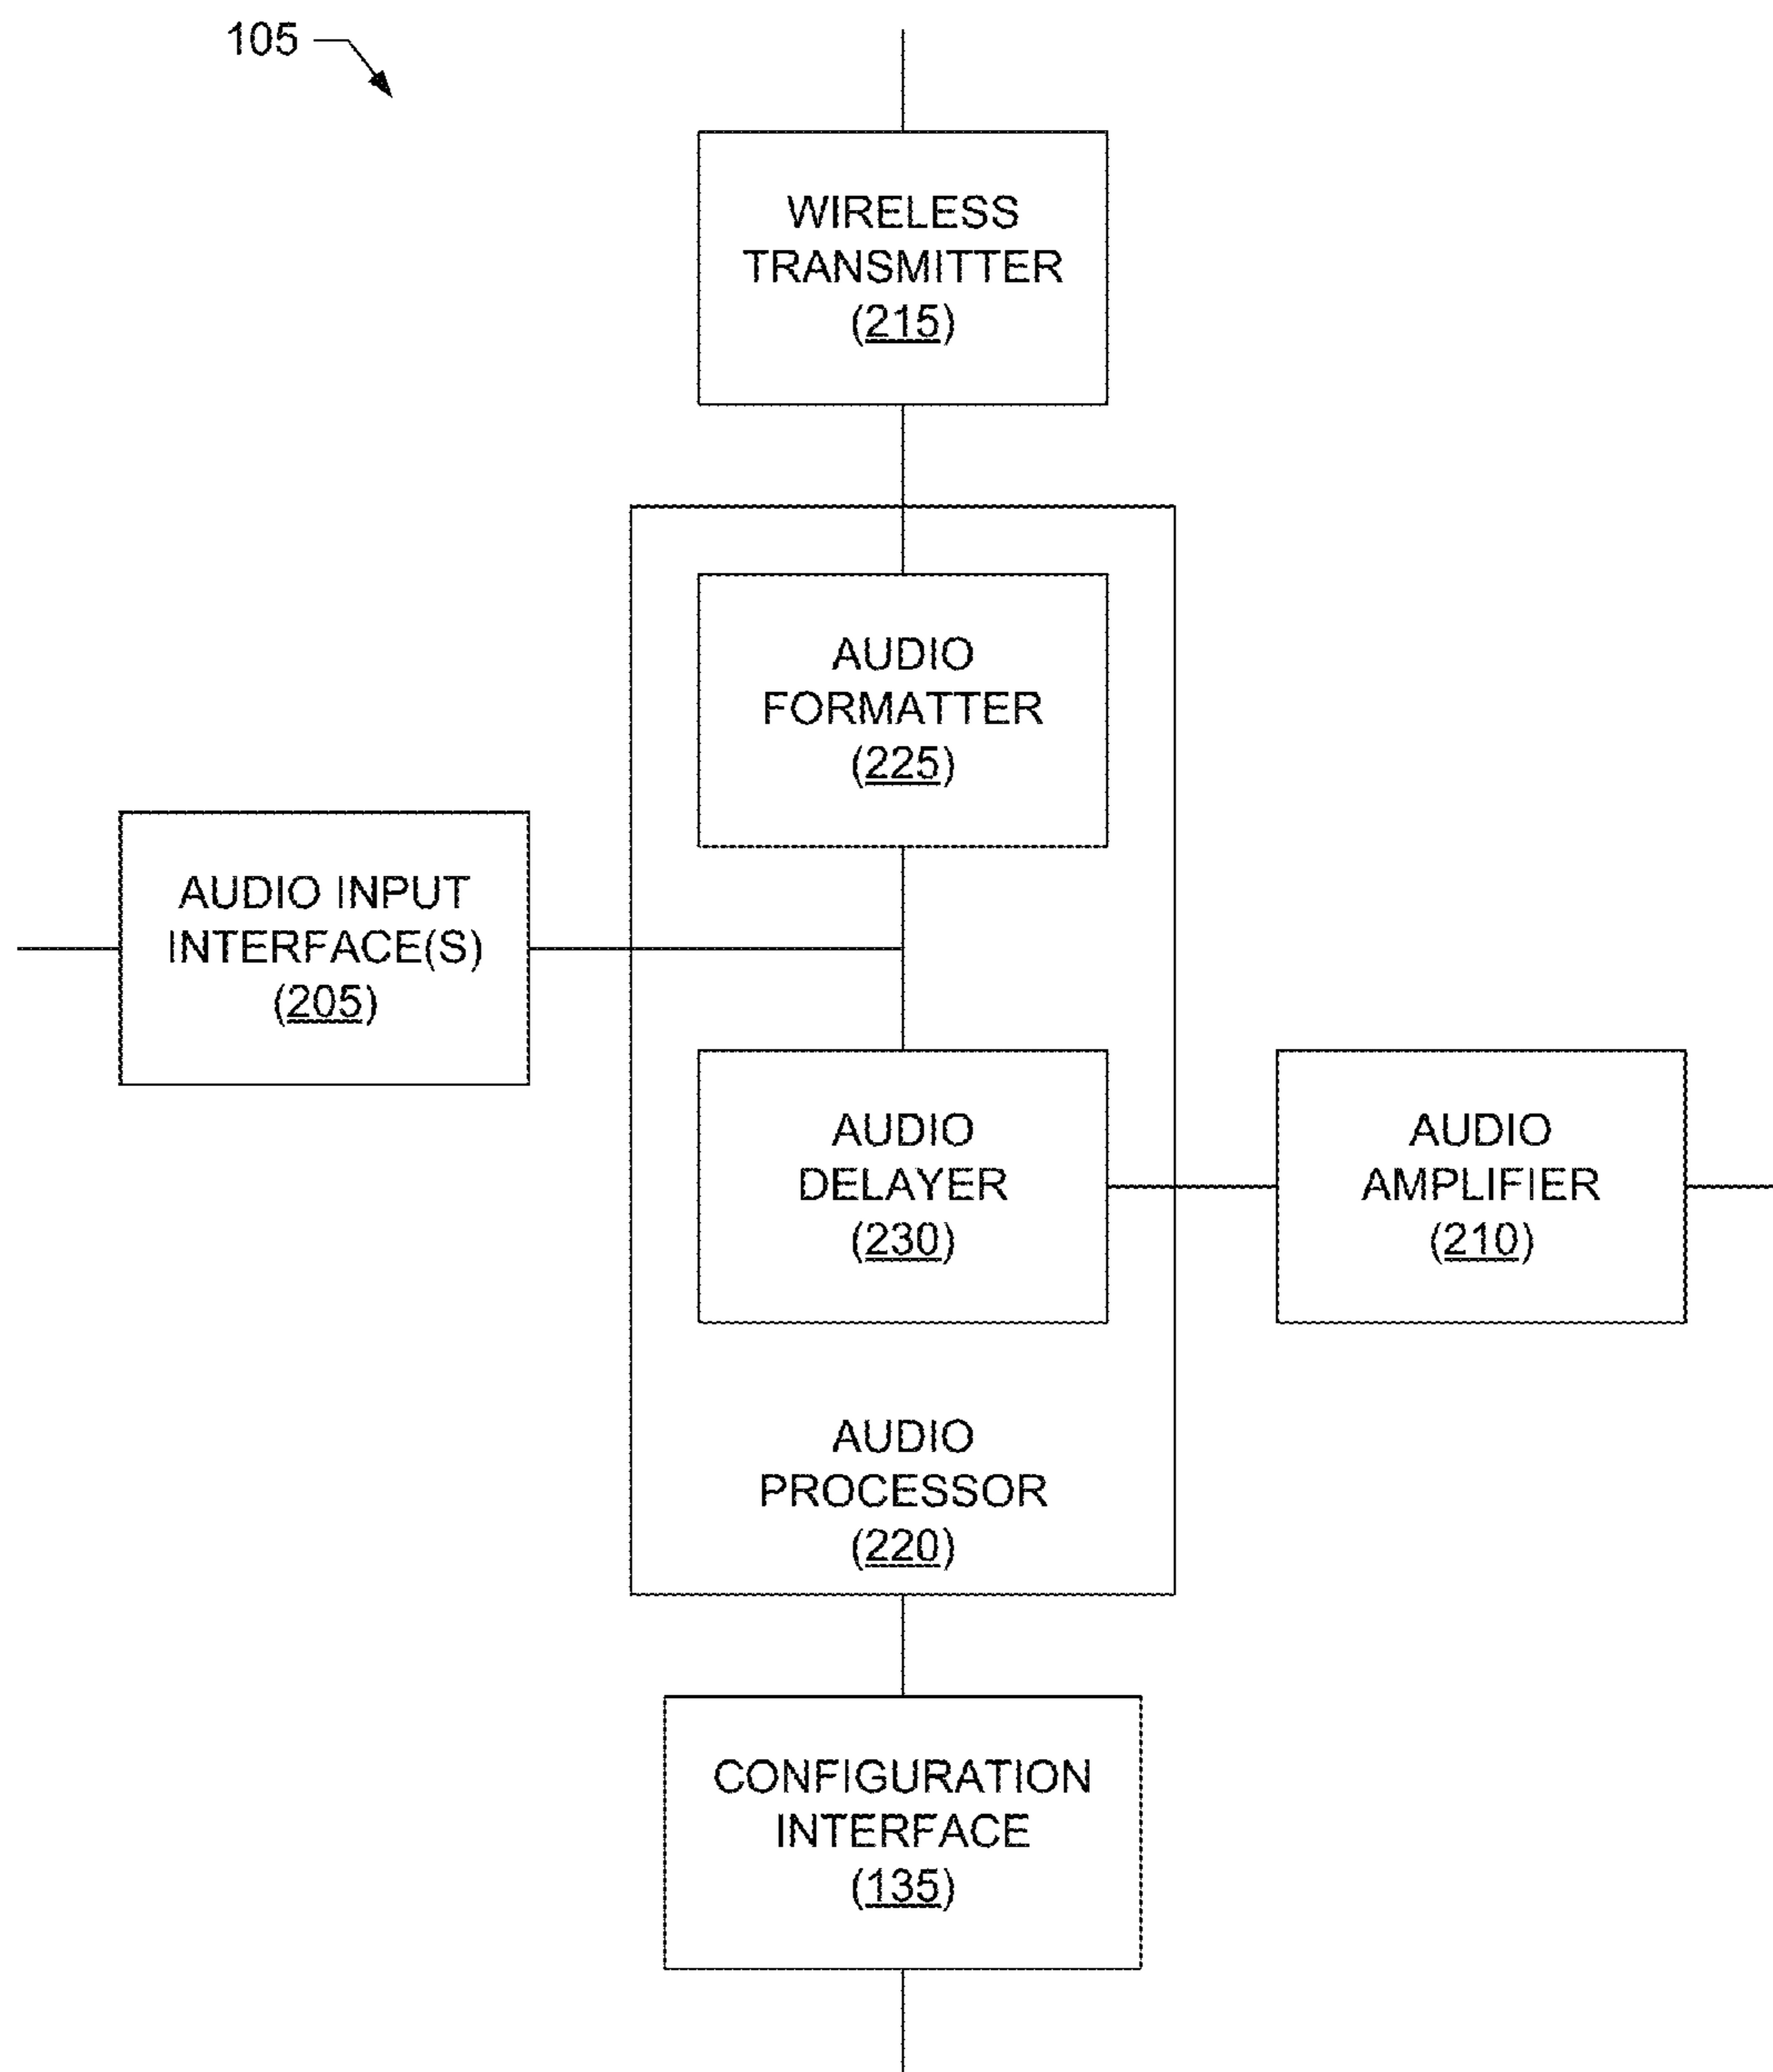 105
WIRELESS
TRANSMITTER
(215)
AUDIO
FORMATTER
(225)
AUDIO INPUT
INTERFACE(S)
(205)
AUDIO
DELAYER
(230)
AUDIO
AMPLIFIER
(210)
AUDIO
PROCESSOR
(220)
CONFIGURATION
INTERFACE
(135)